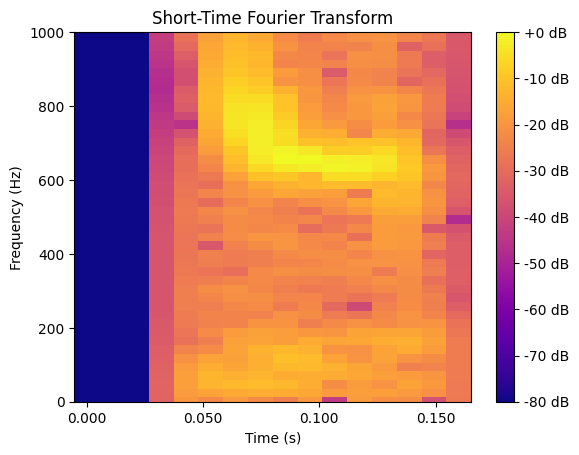 Short-Time Fourier Transform
Frequency (Hz)
1000
800
600
400
200
0
0.000
0.050
0.100
0.150
Time (s)
+0 dB
-10 dB
-20 dB
-30 dB
-40 dB
-50 dB
-60 dB
-70 dB
-80 dB